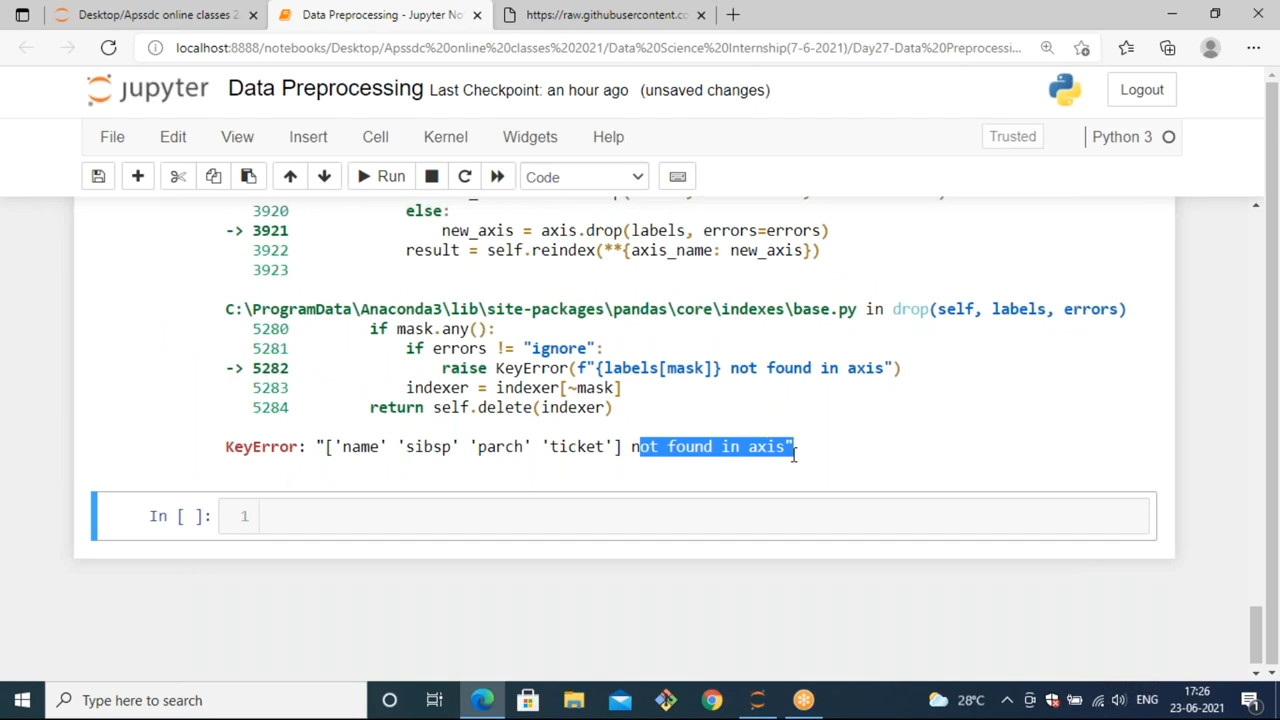 Desktop/Apssdc online classes 2
Data Preprocessing - Jupyter No
https://raw.githubusercontent.cc
localhost:8888/notebooks/Desktop/Apssdc%20online%20classes%202021/Data%20Science%20Internship(7-6-2021)/Day27-Data%20Preprocessi...
jupyter Data Preprocessing Last Checkpoint: an hour ago (unsaved changes) Logout
File Edit View Insert Cell Kernel Widgets Help Trusted Python 3
Run Code
3920 else:
-> 3921 new_axis = axis.drop(labels, errors=errors)
3922 result = self.reindex(**{axis_name: new_axis})
3923
C:\ProgramData\Anaconda3\lib\site-packages\pandas\core\indexes\base.py in drop(self, labels, errors)
5280 if mask.any():
5281 if errors != "ignore":
-> 5282 raise KeyError(f"{labels[mask]} not found in axis")
5283 indexer = indexer[~mask]
5284 return self.delete(indexer)
KeyError: "['name' 'sibsp' 'parch' 'ticket'] not found in axis"
In [ ]: 1
Type here to search
28°C
ENG
17:26
23-06-2021
1